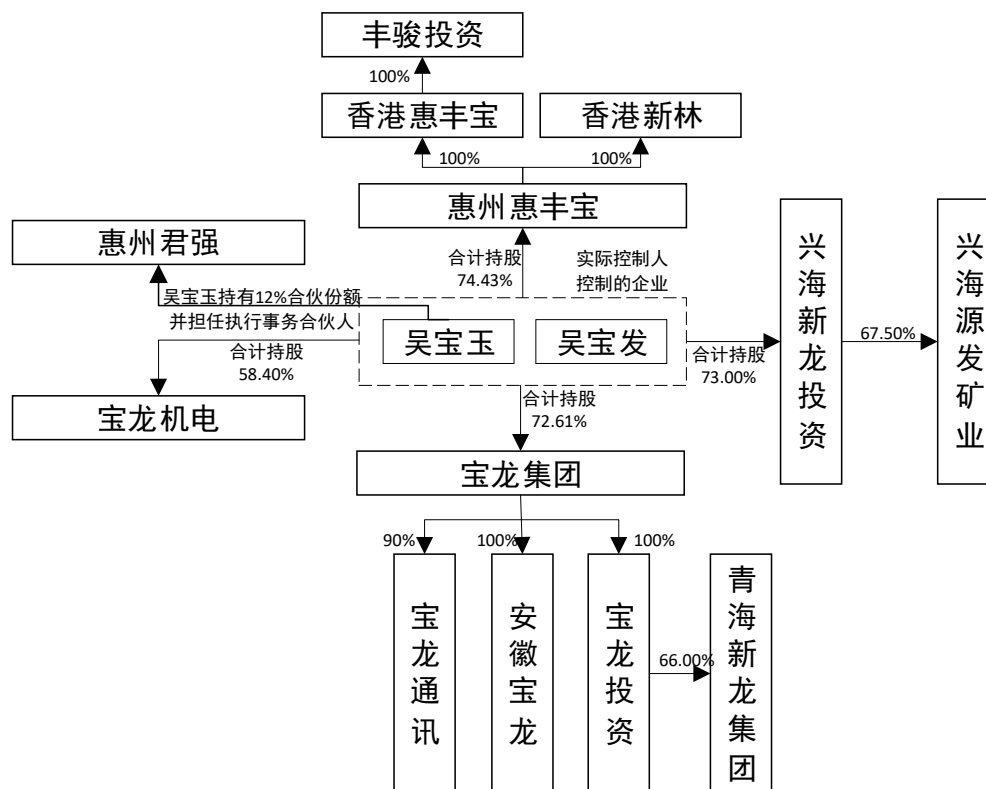 丰骏投资
100%
香港惠丰宝
香港新林
100%
100%
惠州惠丰宝
惠州君强
合计持股
74.43%
实际控制人
控制的企业
吴宝玉持有12%合伙份额
并担任执行事务合伙人
吴宝玉
吴宝发
合计持股
58.40%
合计持股
73.00%
兴海新龙投资
67.50%
兴海源发矿业
宝龙机电
合计持股
72.61%
宝龙集团
90%
100%
100%
宝龙通讯
安徽宝龙
宝龙投资
66.00%
青海新龙集团